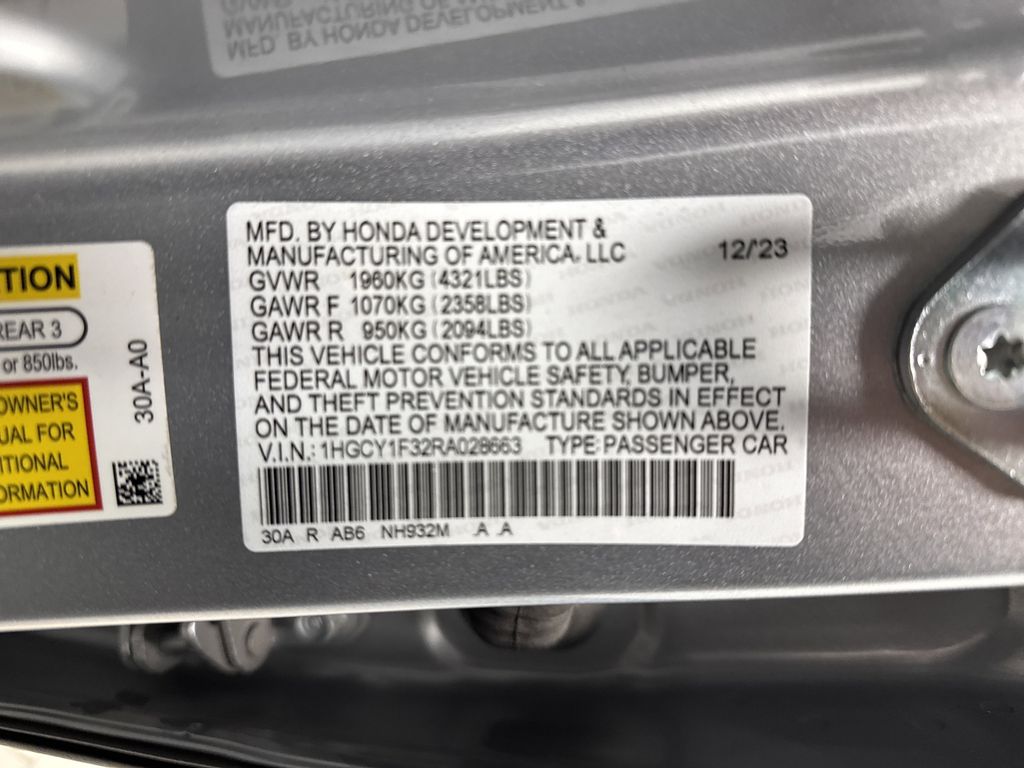 MFD. BY HONDA DEVELOPMENT &
MANUFACTURING OF AMERICA, LLC
12/'23
GVWR 1960KG (4321LBS)
GAWR F 1070KG (2358LBS)
GAWR R 950KG (2094LBS)
THIS VEHICLE CONFORMS TO ALL APPLICABLE
FEDERAL MOTOR VEHICLE SAFETY, BUMPER,
AND THEFT PREVENTION STANDARDS IN EFFECT
ON THE DATE OF MANUFACTURE SHOWN ABOVE.
V.I.N.: 1HGCY1F32RA028663 TYPE:PASSENGER CAR
30A R AB6 NH932M A A
TION
REAR 3
or 850lbs.
OWNER'S
UAL FOR
ITIONAL
ORMATION
30A-A0